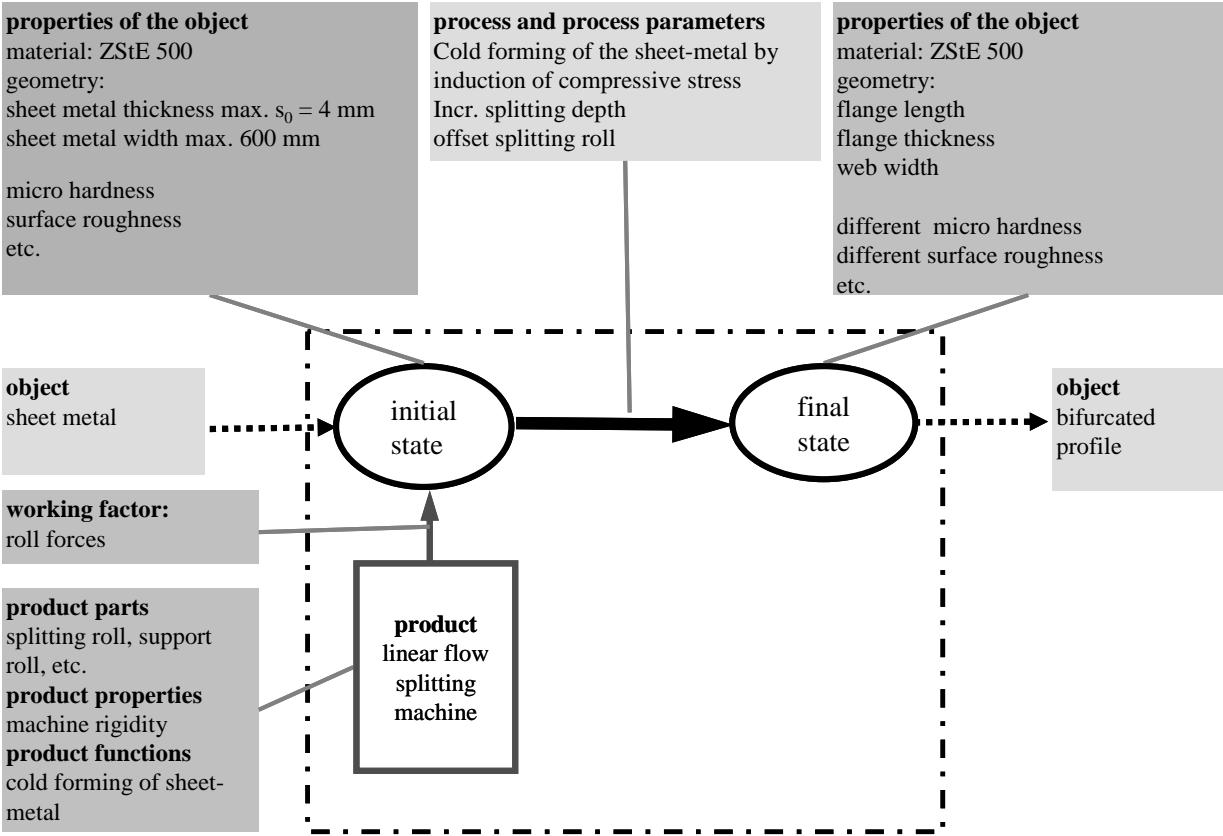 properties of the object
material: ZStE 500
geometry:
sheet metal thickness max. s₀ = 4 mm
sheet metal width max. 600 mm
micro hardness
surface roughness
etc.
process and process parameters
Cold forming of the sheet-metal by
induction of compressive stress
Incr. splitting depth
offset splitting roll
properties of the object
material: ZStE 500
geometry:
flange length
flange thickness
web width
different  micro hardness
different surface roughness
etc.
object
sheet metal
initial
state
final
state
object
bifurcated
profile
working factor:
roll forces
product parts
splitting roll, support
roll, etc.
product properties
machine rigidity
product functions
cold forming of sheet-
metal
product
linear flow
splitting
machine